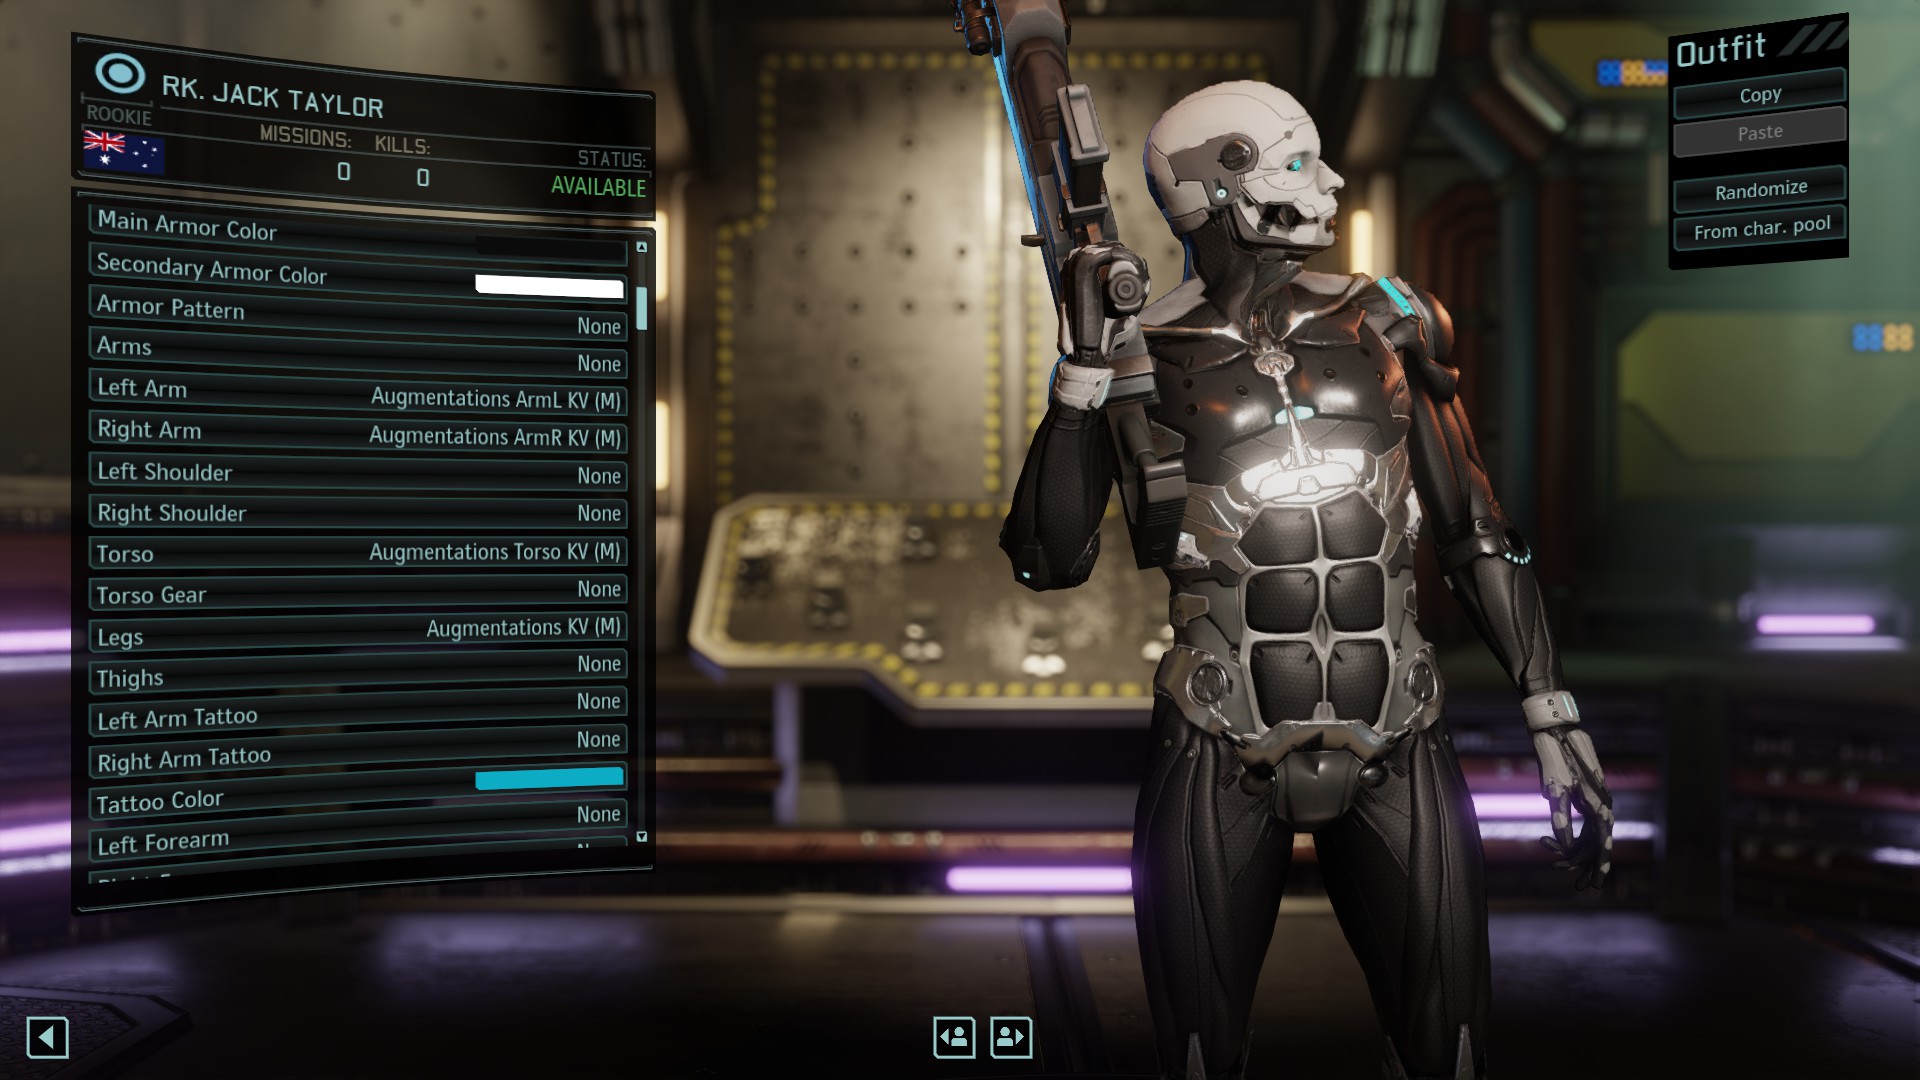 RK. JACK TAYLOR
ROOKIE
MISSIONS: KILLS:
0 0
STATUS:
AVAILABLE
Main Armor Color
Secondary Armor Color
Armor Pattern None
Arms None
Left Arm Augmentations ArmL KV (M)
Right Arm Augmentations ArmR KV (M)
Left Shoulder None
Right Shoulder None
Torso Augmentations Torso KV (M)
Torso Gear None
Legs Augmentations KV (M)
Thighs None
Left Arm Tattoo None
Right Arm Tattoo None
Tattoo Color
Left Forearm None
Outfit
Copy
Paste
Randomize
From char. pool